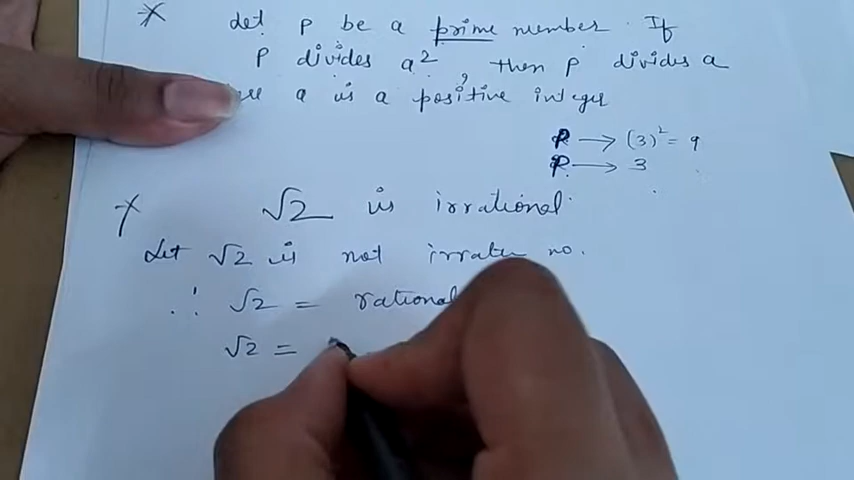 * Let P be a prime number. If
P divides a², then p divides a
a is a positive integer
P → (3)² = 9
P → 3
* √2 is irrational.
Let √2 is not no.
∴ √2 = rational
√2 =